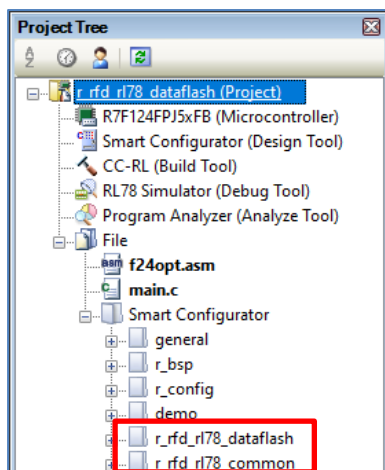 Project Tree
r_rfd_rl78_dataflash (Project)
R7F124FPJ5xFB (Microcontroller)
Smart Configurator (Design Tool)
CC-RL (Build Tool)
RL78 Simulator (Debug Tool)
Program Analyzer (Analyze Tool)
File
asm f24opt.asm
c main.c
Smart Configurator
general
r_bsp
r_config
demo
r_rfd_rl78_dataflash
r_rfd_rl78_common